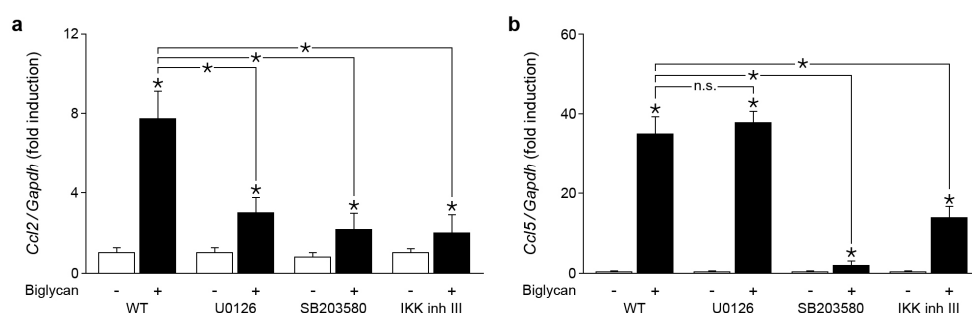 a
12
8
4
0
Ccl2/Gapdh (fold induction)
* * * * * * *
Biglycan - + - + - + - +
WT U0126 SB203580 IKK inh III
b
60
40
20
0
Ccl5/Gapdh (fold induction)
* * n.s. * * * *
Biglycan - + - + - + - +
WT U0126 SB203580 IKK inh III